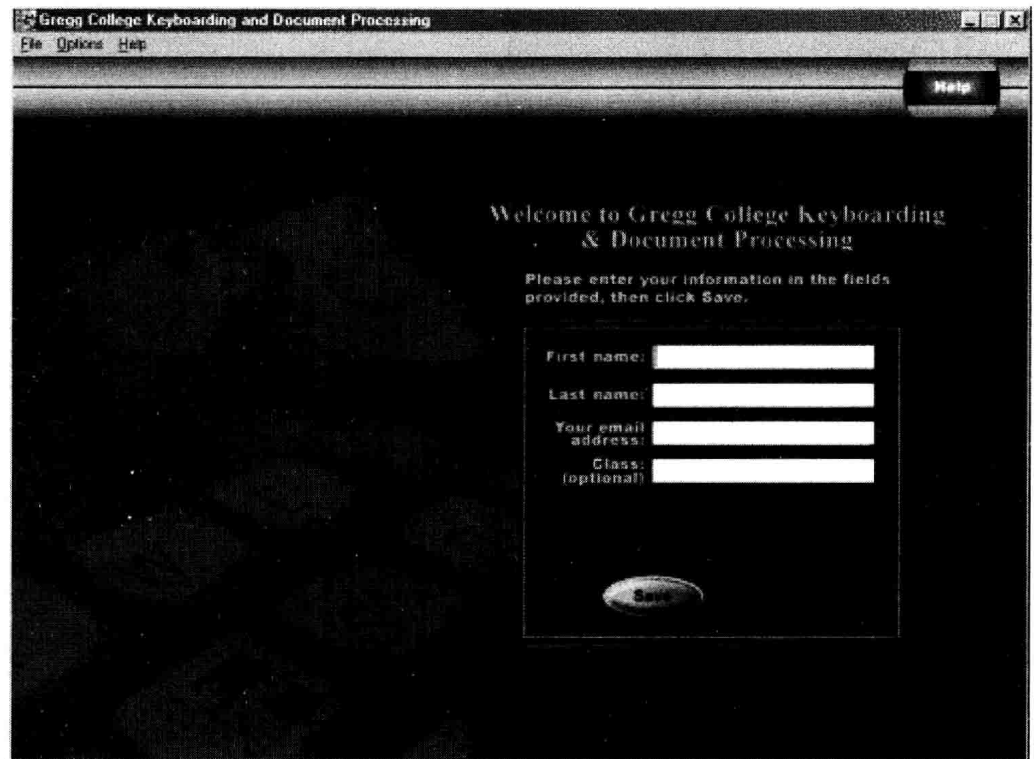 Gregg College Keyboarding and Document Processing
File Options Help
Help
Welcome to Gregg College Keyboarding
& Document Processing
Please enter your information in the fields
provided, then click Save.
First name:
Last name:
Your email
address:
Class:
(optional)
Save